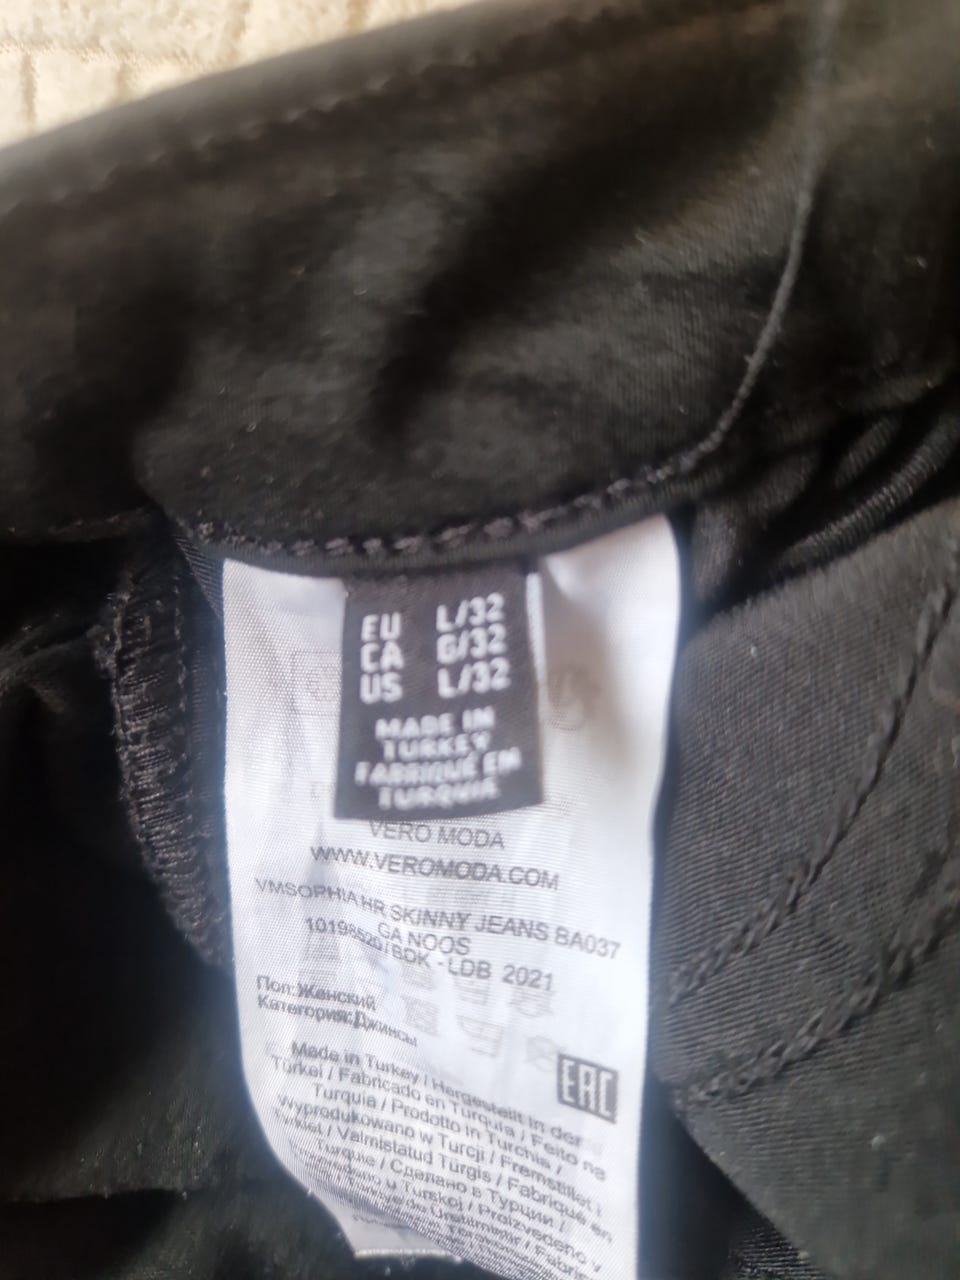 EU L/32
CA G/32
US L/32
MADE IN
TURKEY
FABRIQUÉ EN
TURQUIE
VERO MODA
WWW.VEROMODA.COM
VMSOPHIA HR SKINNY JEANS BA037
GA NOOS
10198520/BDK - LDB 2021
Пол:Женский
Категория:Джинсы
EAC
Made in Turkey / Hergestellt in der
Türkei / Fabricado en Turquía / Feito na
Turquia / Prodotto in Turchia /
Wyprodukowano w Turcji / Fremstillet i
/ Valmistatud Türgis / Fabriqué en
Turquie / Сделано в Турции /
u Turskoj / Proizvedeno v